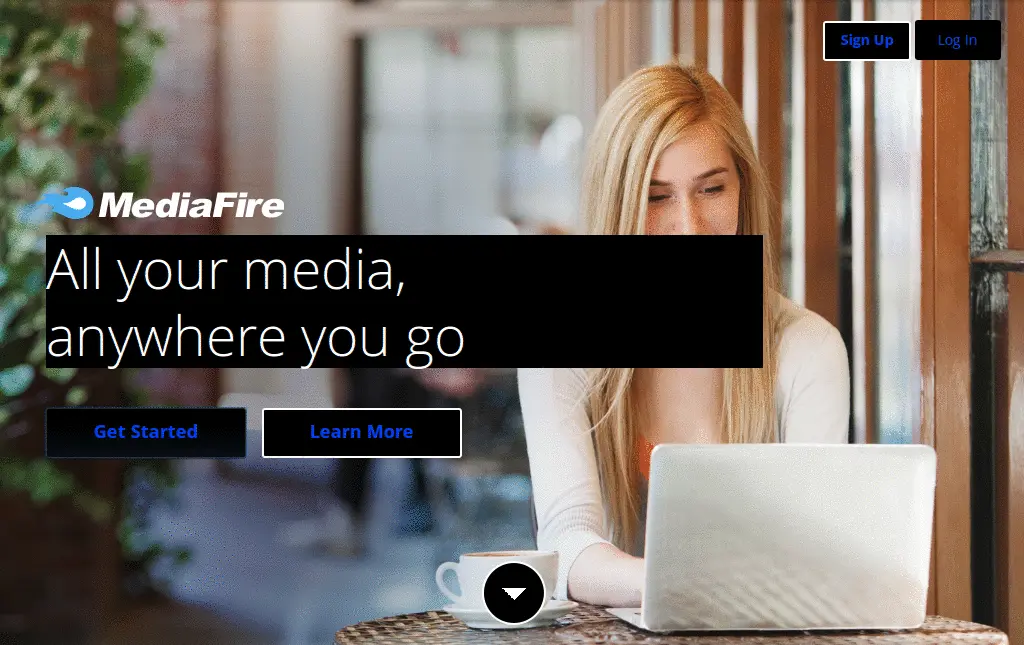 Sign Up
Log In
MediaFire
All your media,
anywhere you go
Get Started
Learn More